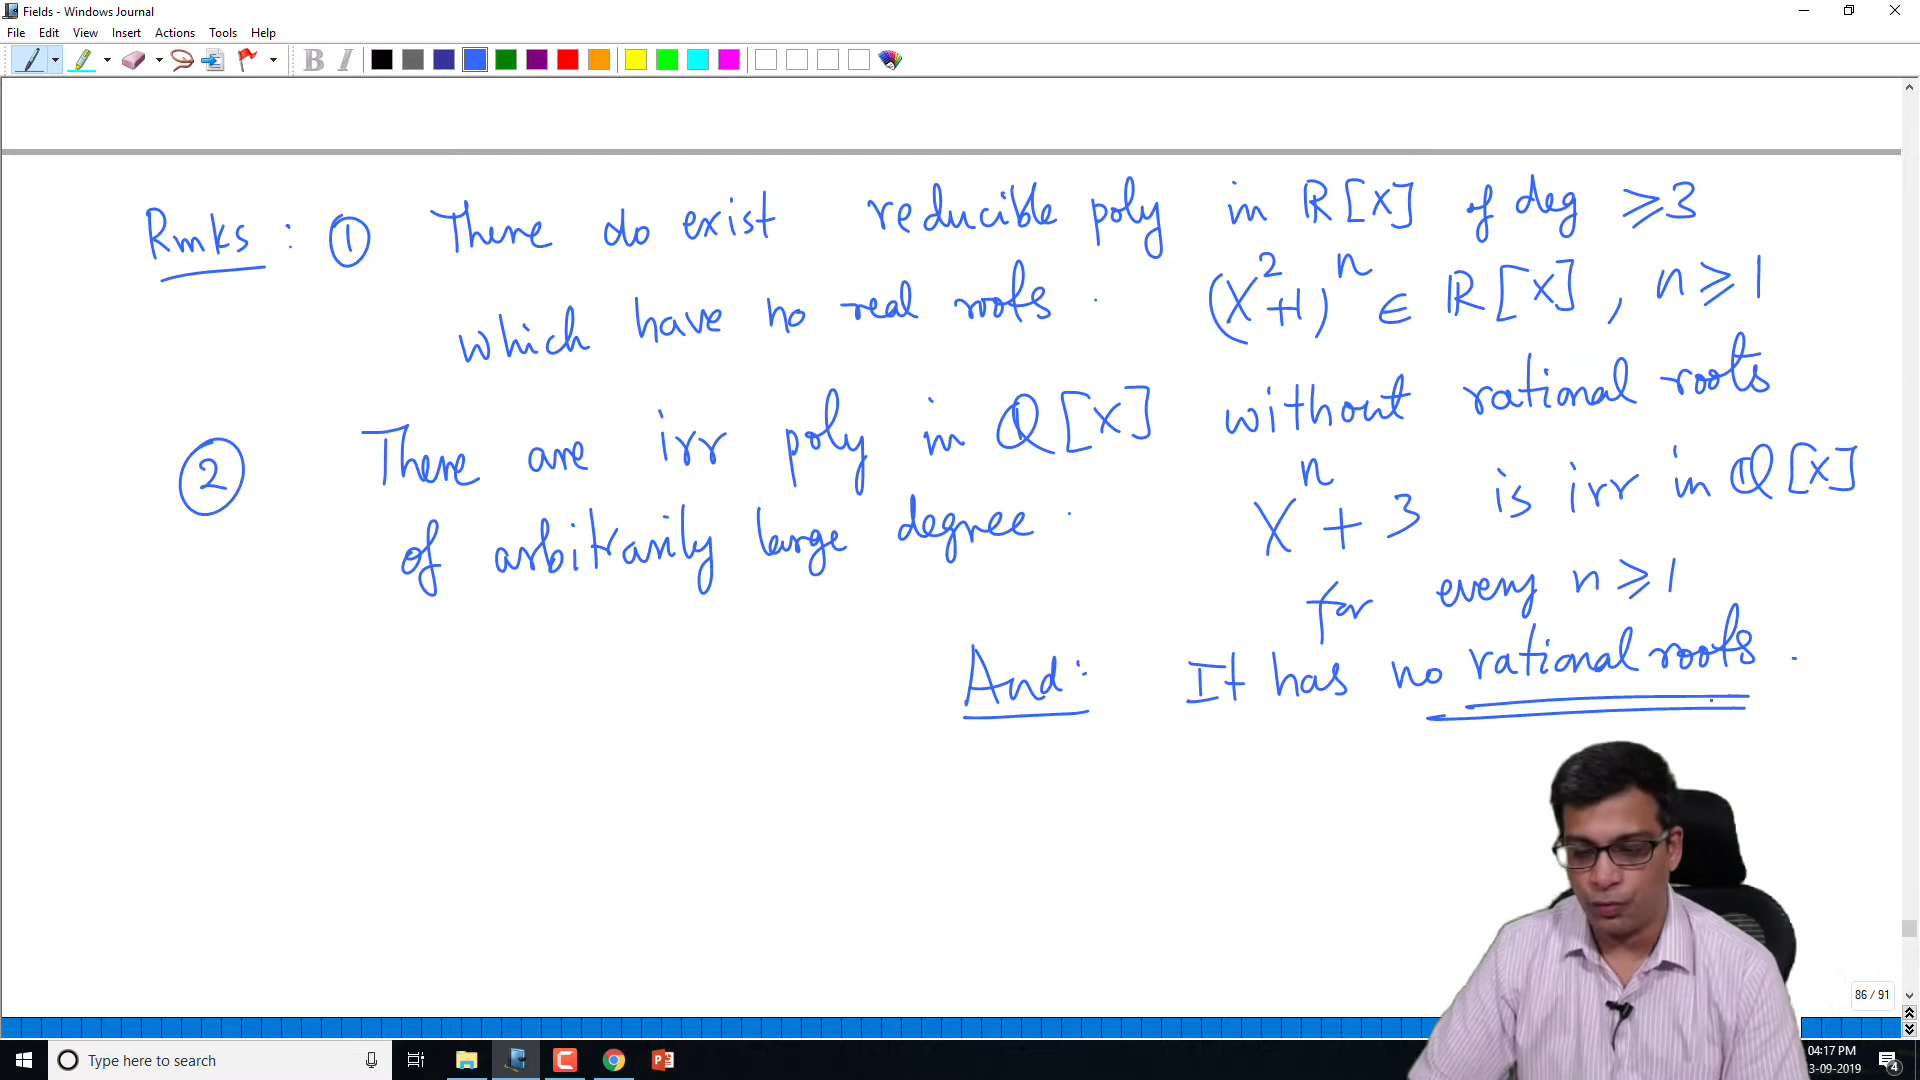 Fields - Windows Journal
File Edit View Insert Actions Tools Help
B I
Rmks : ① There do exist reducible poly in ℝ[X] of deg ≥3
which have no real roots . (X²+1)ⁿ ∈ ℝ[X] , n ≥ 1
② There are irr poly in ℚ[X] without rational roots
of arbitrarily large degree . Xⁿ + 3 is irr in ℚ[X]
for every n ≥ 1
And : It has no rational roots .
86 / 91
Type here to search
04:17 PM
3-09-2019
4